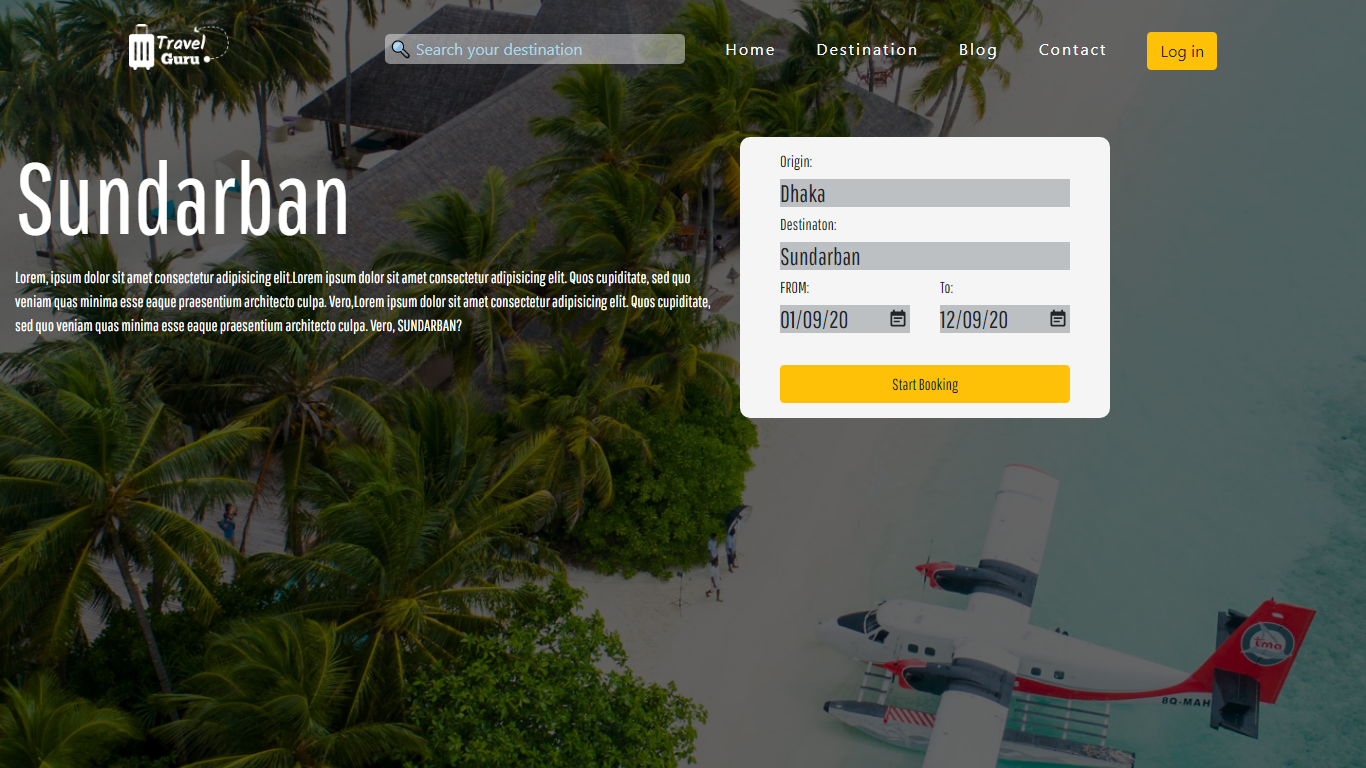 Travel
Guru
Search your destination
Home
Destination
Blog
Contact
Log in
Sundarban
Lorem, ipsum dolor sit amet consectetur adipisicing elit.Lorem ipsum dolor sit amet consectetur adipisicing elit. Quos cupiditate, sed quo
veniam quas minima esse eaque praesentium architecto culpa. Vero,Lorem ipsum dolor sit amet consectetur adipisicing elit. Quos cupiditate,
sed quo veniam quas minima esse eaque praesentium architecto culpa. Vero, SUNDARBAN?
Origin:
Dhaka
Destinaton:
Sundarban
FROM:
To:
01/09/20
12/09/20
Start Booking
tma
8Q-MAH